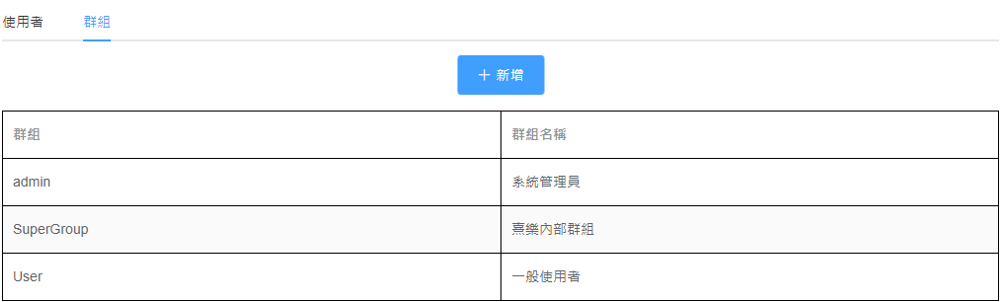 使用者 群組
＋ 新增
群組 群組名稱
admin 系統管理員
SuperGroup 熹樂內部群組
User 一般使用者